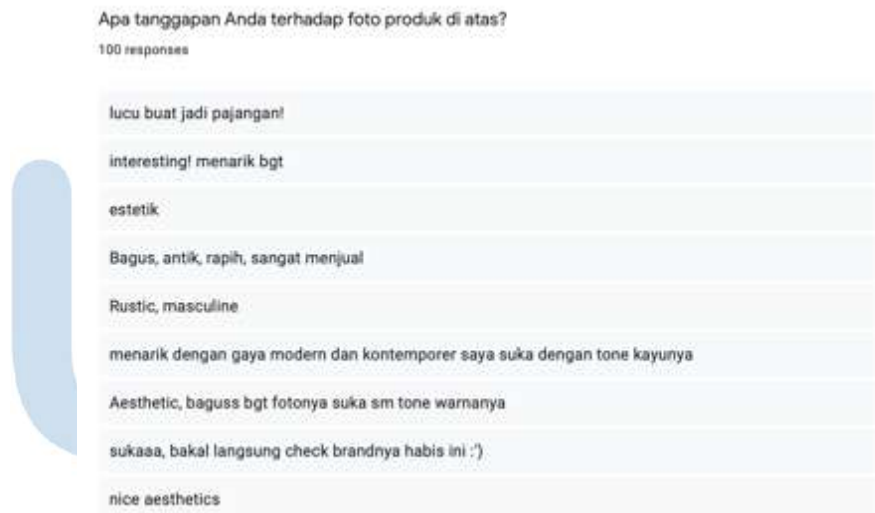 Apa tanggapan Anda terhadap foto produk di atas?
100 responses
lucu buat jadi pajangan!
interesting! menarik bgt
estetik
Bagus, antik, rapih, sangat menjual
Rustic, masculine
menarik dengan gaya modern dan kontemporer saya suka dengan tone kayunya
Aesthetic, baguss bgt fotonya suka sm tone warnanya
sukaaa, bakal langsung check brandnya habis ini :')
nice aesthetics